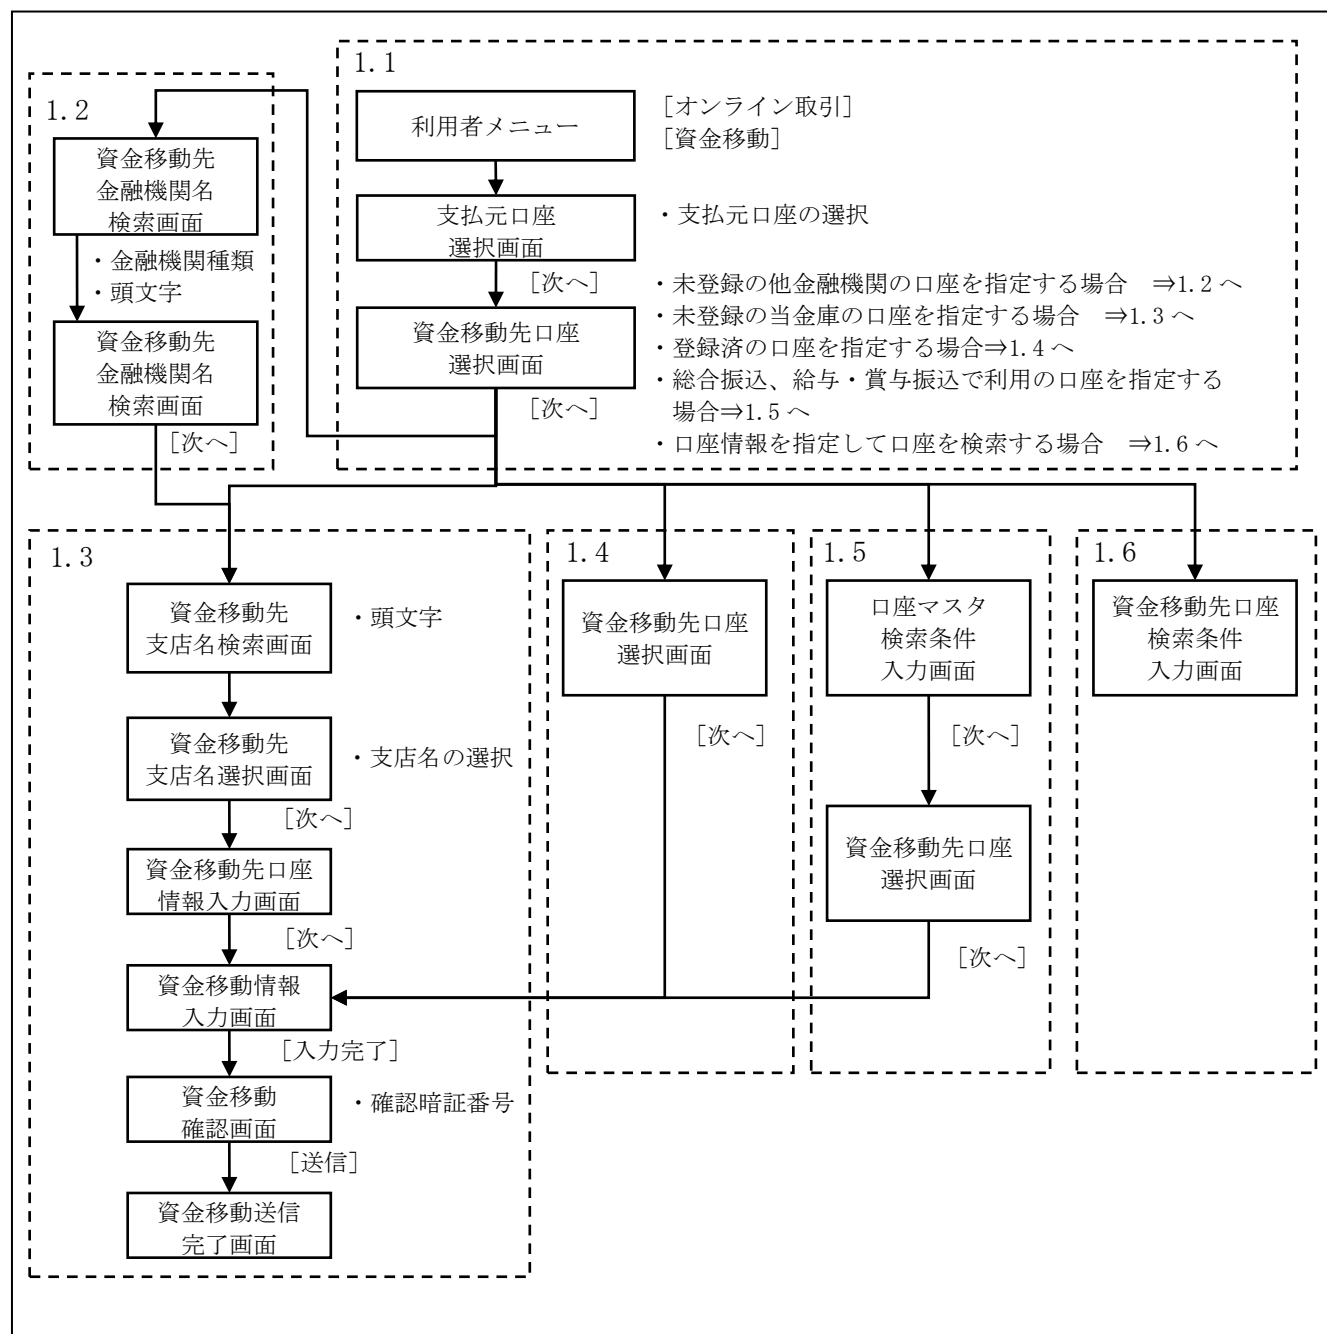 1.1
利用者メニュー
［オンライン取引］
［資金移動］
支払元口座
選択画面
・支払元口座の選択
［次へ］
資金移動先口座
選択画面
［次へ］
・未登録の他金融機関の口座を指定する場合　⇒1.2 へ
・未登録の当金庫の口座を指定する場合　⇒1.3 へ
・登録済の口座を指定する場合⇒1.4 へ
・総合振込、給与・賞与振込で利用の口座を指定する
場合⇒1.5 へ
・口座情報を指定して口座を検索する場合　⇒1.6 へ
1.2
資金移動先
金融機関名
検索画面
・金融機関種類
・頭文字
資金移動先
金融機関名
検索画面
［次へ］
1.3
資金移動先
支店名検索画面
・頭文字
資金移動先
支店名選択画面
・支店名の選択
［次へ］
資金移動先口座
情報入力画面
［次へ］
資金移動情報
入力画面
［入力完了］
資金移動
確認画面
・確認暗証番号
［送信］
資金移動送信
完了画面
1.4
資金移動先口座
選択画面
［次へ］
1.5
口座マスタ
検索条件
入力画面
［次へ］
資金移動先口座
選択画面
［次へ］
1.6
資金移動先口座
検索条件
入力画面